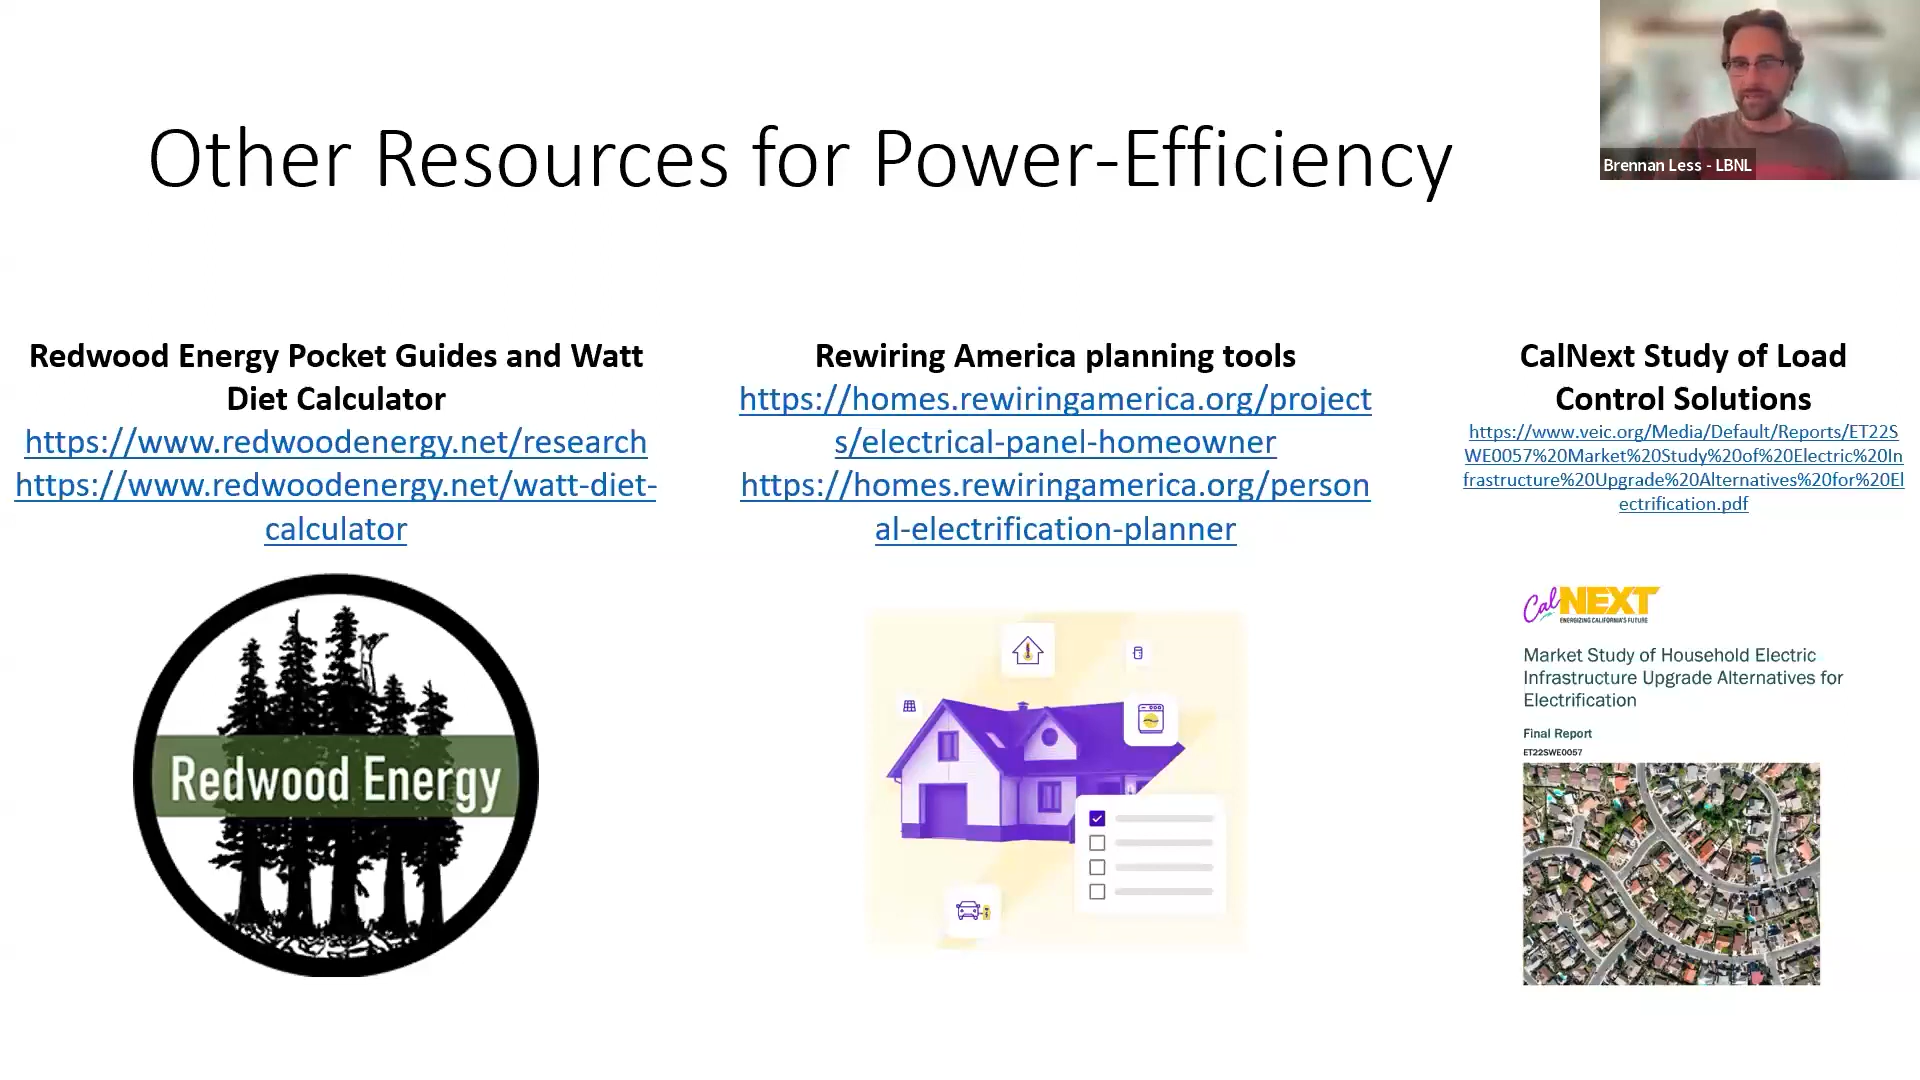 Other Resources for Power-Efficiency
Brennan Less - LBNL
Redwood Energy Pocket Guides and Watt
Diet Calculator
https://www.redwoodenergy.net/research
https://www.redwoodenergy.net/watt-diet-
calculator
Redwood Energy
Rewiring America planning tools
https://homes.rewiringamerica.org/project
s/electrical-panel-homeowner
https://homes.rewiringamerica.org/person
al-electrification-planner
CalNext Study of Load
Control Solutions
https://www.veic.org/Media/Default/Reports/ET22S
WE0057%20Market%20Study%20of%20Electric%20In
frastructure%20Upgrade%20Alternatives%20for%20El
ectrification.pdf
CalNEXT
ENERGIZING CALIFORNIA'S FUTURE
Market Study of Household Electric
Infrastructure Upgrade Alternatives for
Electrification
Final Report
ET22SWE0057